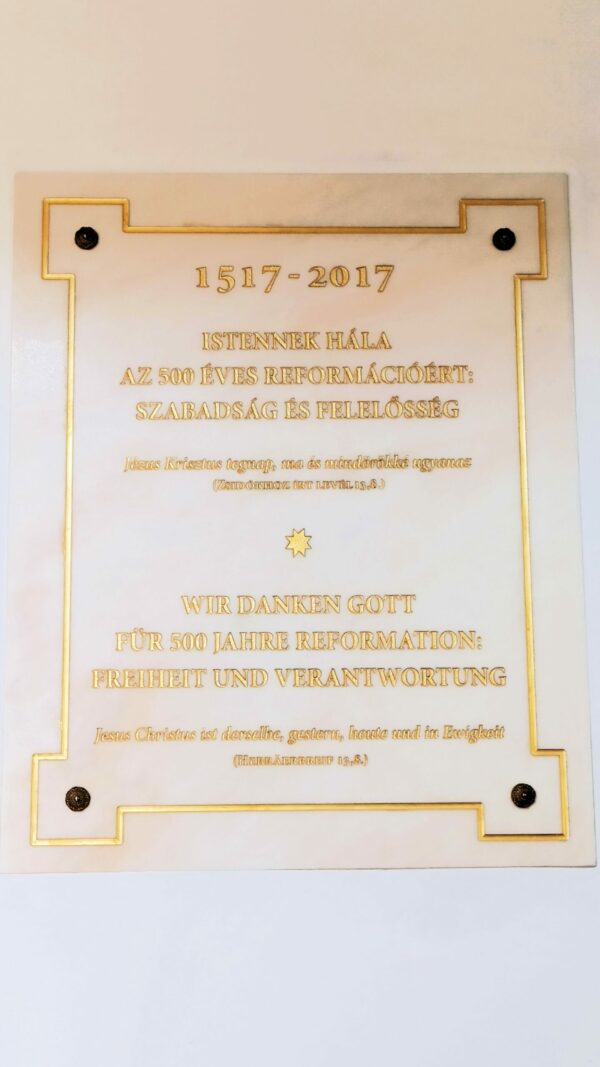 1517-2017
ISTENNEK HÁLA
AZ 500 ÉVES REFORMÁCIÓÉRT:
SZABADSÁG ÉS FELELŐSSÉG
Jézus Krisztus tegnap, ma és mindörökké ugyanaz
(ZSIDÓKHOZ ÍRT LEVÉL 13,8.)
WIR DANKEN GOTT
FÜR 500 JAHRE REFORMATION:
FREIHEIT UND VERANTWORTUNG
Jesus Christus ist derselbe, gestern, heute und in Ewigkeit
(HEBRÄERBREIF 13,8.)